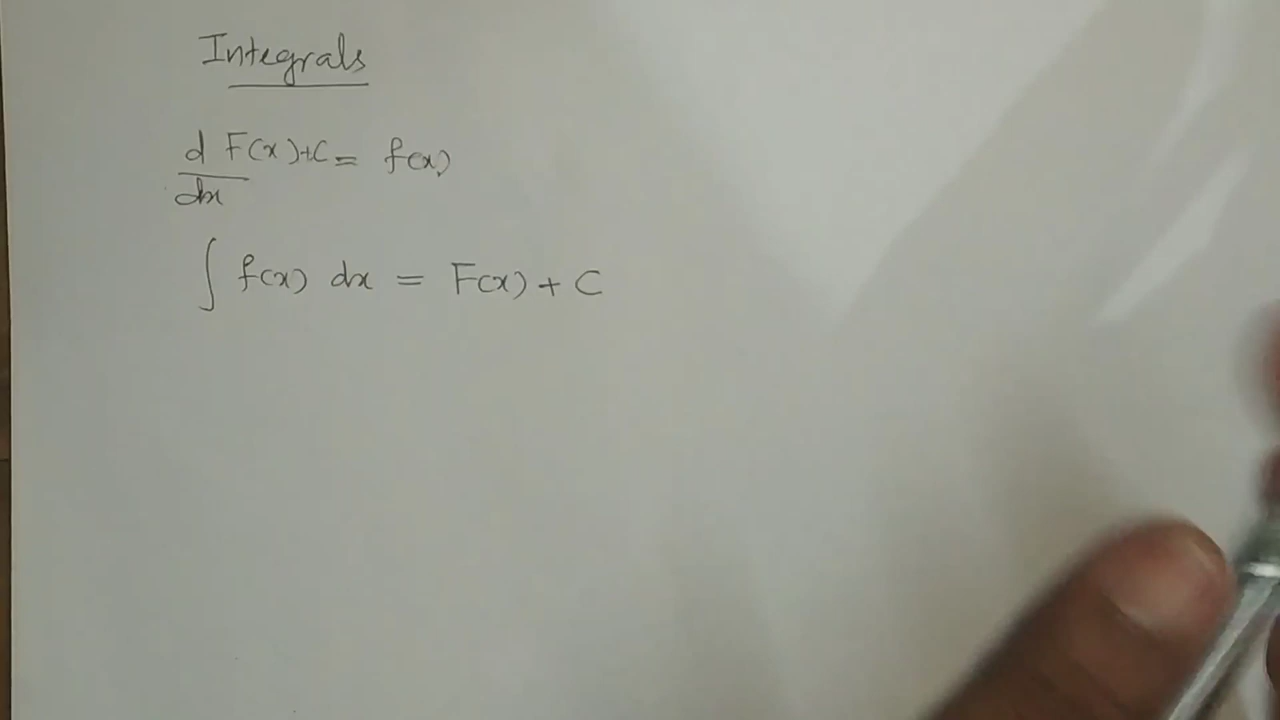 Integrals
d/dx F(x)+C = f(x)
∫ f(x) dx = F(x) + C